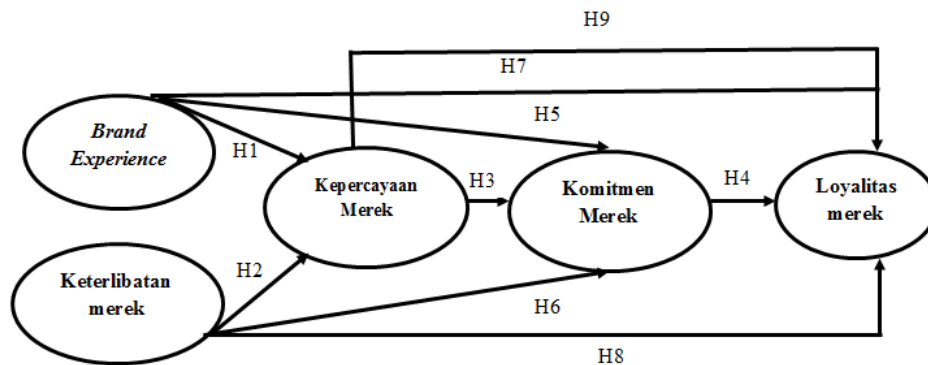 H9
H7
Brand
Experience
H5
H1
Kepercayaan
Merek
H3
Komitmen
Merek
H4
Loyalitas
merek
H2
Keterlibatan
merek
H6
H8